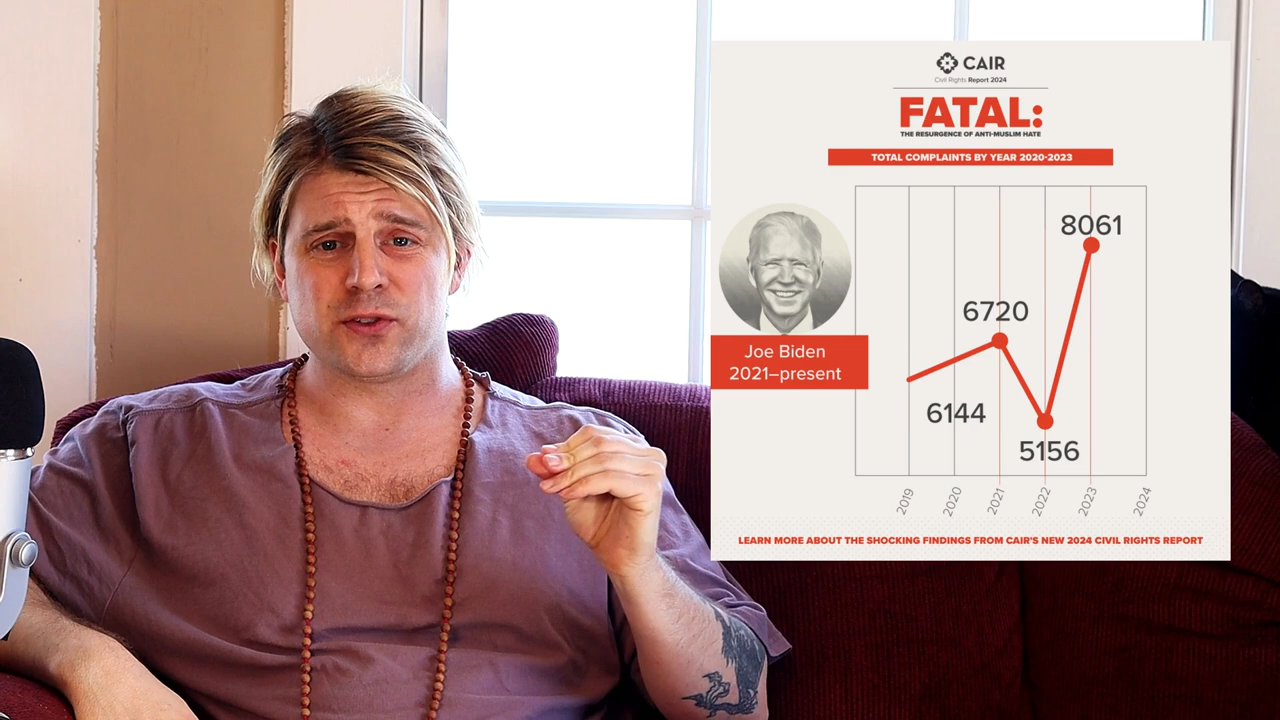 CAIR
Civil Rights Report 2024
FATAL:
THE RESURGENCE OF ANTI-MUSLIM HATE
TOTAL COMPLAINTS BY YEAR 2020-2023
8061
6720
Joe Biden
2021–present
6144
5156
2019
2020
2021
2022
2023
2024
LEARN MORE ABOUT THE SHOCKING FINDINGS FROM CAIR'S NEW 2024 CIVIL RIGHTS REPORT